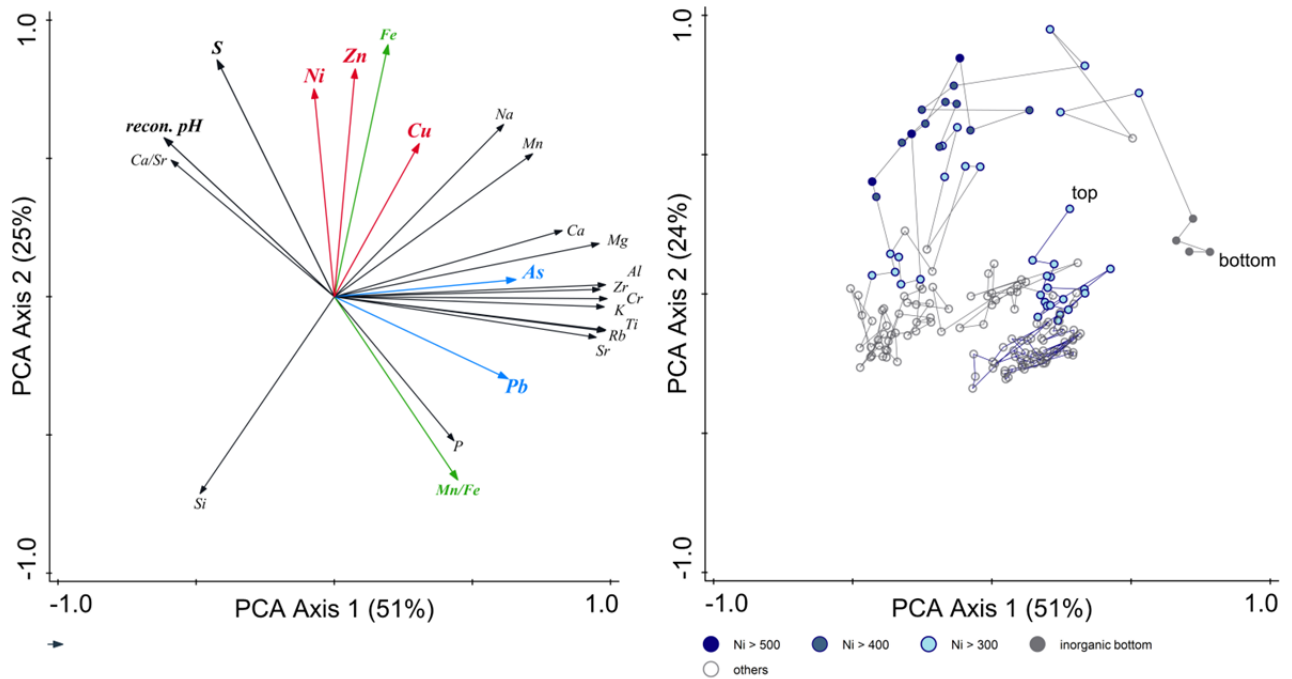 1.0
S
Ni
Zn
Fe
recon. pH
Ca/Sr
Cu
Na
Mn
Ca
Mg
As
Al
Zr
Cr
K
Ti
Rb
Sr
Pb
P
Mn/Fe
Si
PCA Axis 2 (25%)
-1.0
-1.0
PCA Axis 1 (51%)
1.0
1.0
top
bottom
PCA Axis 2 (24%)
-1.0
-1.0
PCA Axis 1 (51%)
1.0
Ni > 500
Ni > 400
Ni > 300
inorganic bottom
others